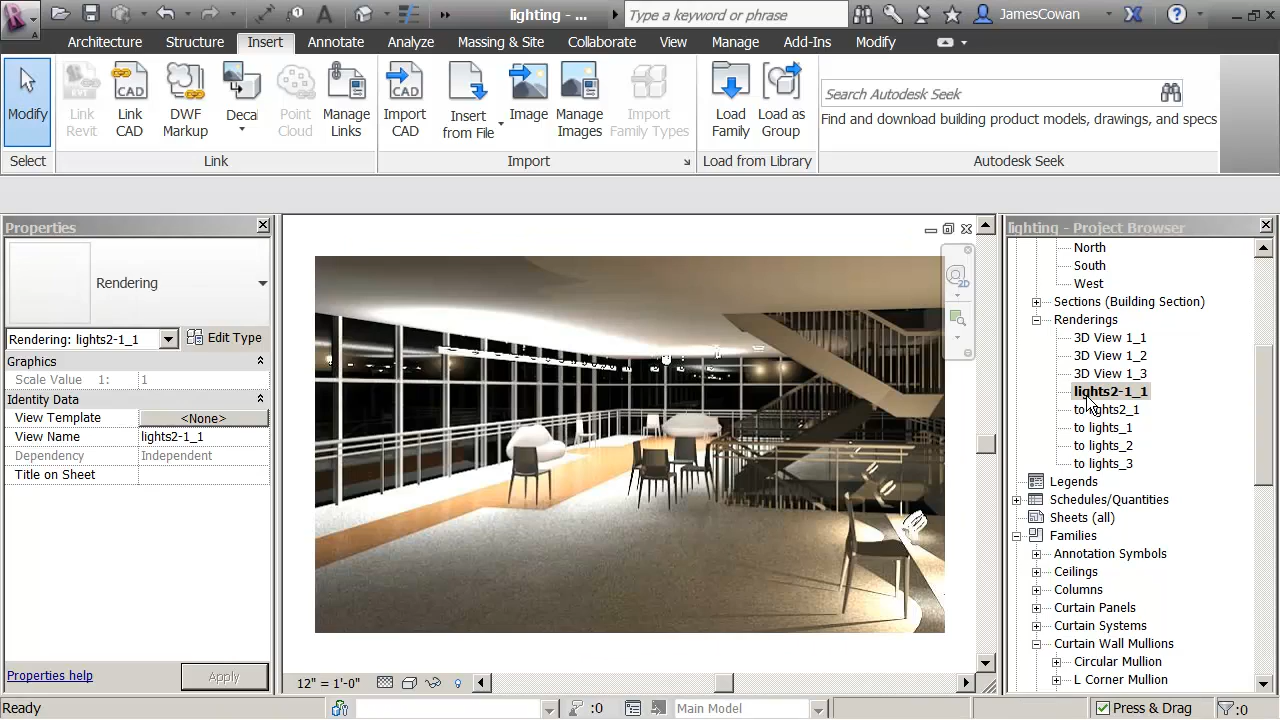 lighting - ...
Type a keyword or phrase
JamesCowan
Architecture
Structure
Insert
Annotate
Analyze
Massing & Site
Collaborate
View
Manage
Add-Ins
Modify
Modify
Link
Revit
Link
CAD
DWF
Markup
Decal
Point
Cloud
Manage
Links
Import
CAD
Insert
from File
Image
Manage
Images
Import
Family Types
Load
Family
Load as
Group
Search Autodesk Seek
Find and download building product models, drawings, and specs
Select
Link
Import
Load from Library
Autodesk Seek
Properties
Rendering
Rendering: lights2-1_1
Edit Type
Graphics
Scale Value 1:
1
Identity Data
View Template
<None>
View Name
lights2-1_1
Dependency
Independent
Title on Sheet
Properties help
Apply
2D
12" = 1'-0"
lighting - Project Browser
North
South
West
Sections (Building Section)
Renderings
3D View 1_1
3D View 1_2
3D View 1_3
lights2-1_1
to lights2_1
to lights_1
to lights_2
to lights_3
Legends
Schedules/Quantities
Sheets (all)
Families
Annotation Symbols
Ceilings
Columns
Curtain Panels
Curtain Systems
Curtain Wall Mullions
Circular Mullion
L Corner Mullion
Ready
:0
Main Model
Press & Drag
:0